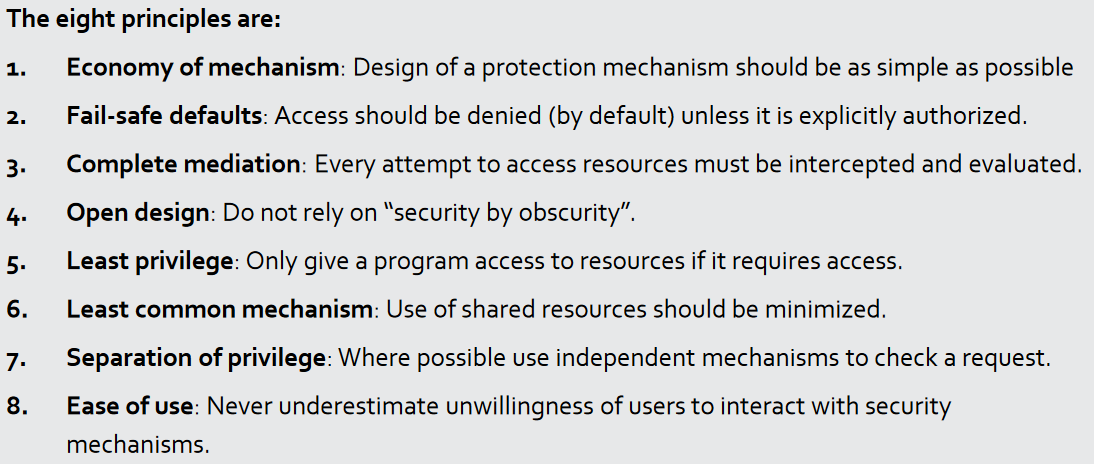 The eight principles are:
1. Economy of mechanism: Design of a protection mechanism should be as simple as possible
2. Fail-safe defaults: Access should be denied (by default) unless it is explicitly authorized.
3. Complete mediation: Every attempt to access resources must be intercepted and evaluated.
4. Open design: Do not rely on “security by obscurity”.
5. Least privilege: Only give a program access to resources if it requires access.
6. Least common mechanism: Use of shared resources should be minimized.
7. Separation of privilege: Where possible use independent mechanisms to check a request.
8. Ease of use: Never underestimate unwillingness of users to interact with security
mechanisms.